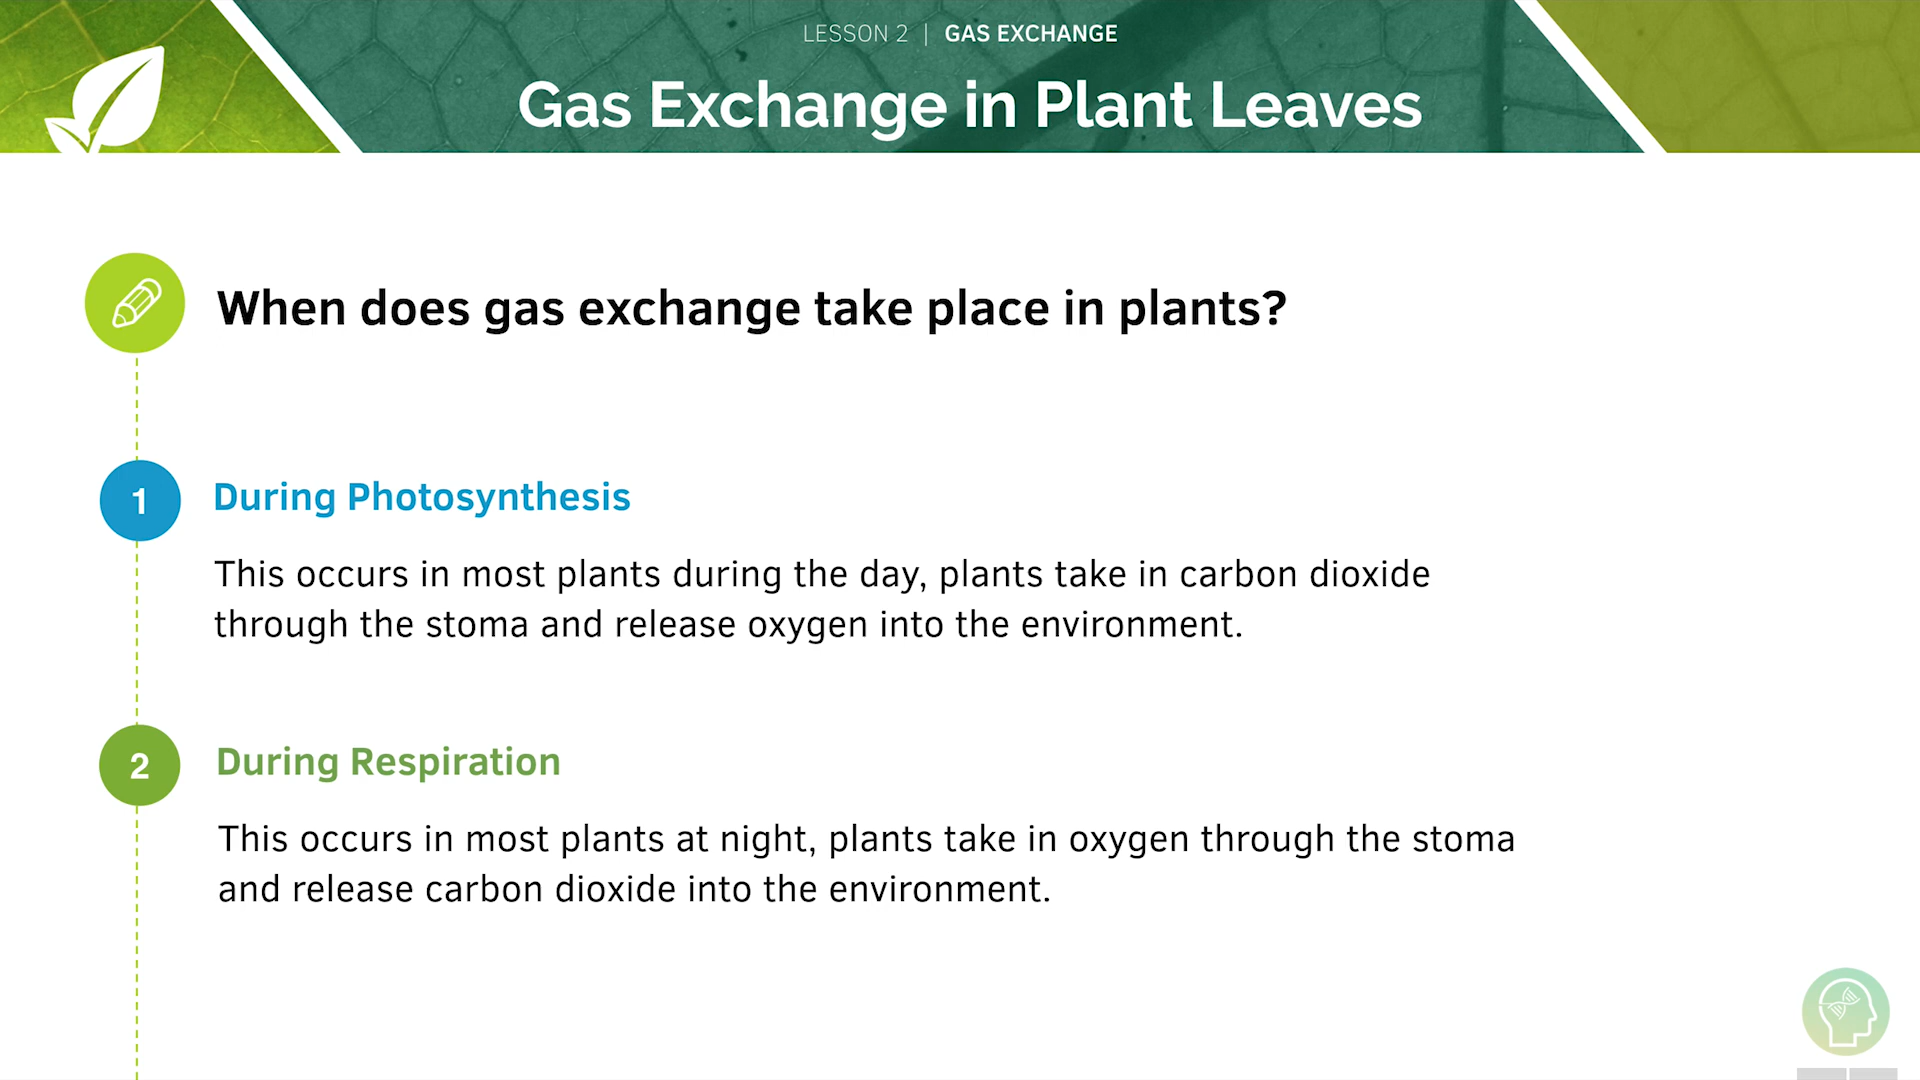 LESSON 2 | GAS EXCHANGE
Gas Exchange in Plant Leaves
When does gas exchange take place in plants?
1
During Photosynthesis
This occurs in most plants during the day, plants take in carbon dioxide
through the stoma and release oxygen into the environment.
2
During Respiration
This occurs in most plants at night, plants take in oxygen through the stoma
and release carbon dioxide into the environment.